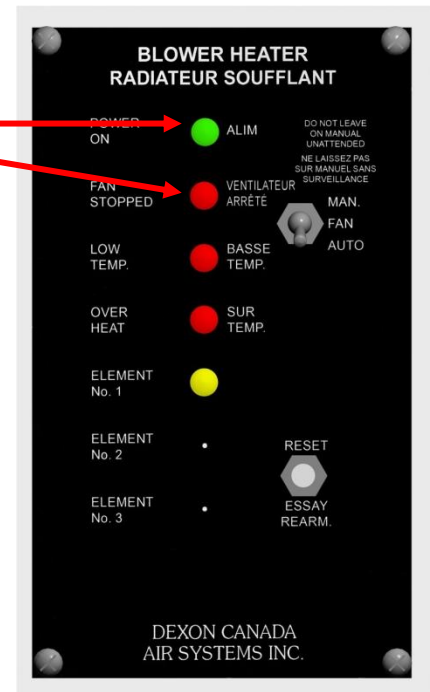 BLOWER HEATER
RADIATEUR SOUFFLANT
POWER
ON
ALIM
DO NOT LEAVE
ON MANUAL
UNATTENDED
NE LAISSEZ PAS
SUR MANUEL SANS
SURVEILLANCE
FAN
STOPPED
VENTILATEUR
ARRÈTÉ
MAN.
FAN
AUTO
LOW
TEMP.
BASSE
TEMP.
OVER
HEAT
SUR
TEMP.
ELEMENT
No. 1
ELEMENT
No. 2
RESET
ELEMENT
No. 3
ESSAY
REARM.
DEXON CANADA
AIR SYSTEMS INC.